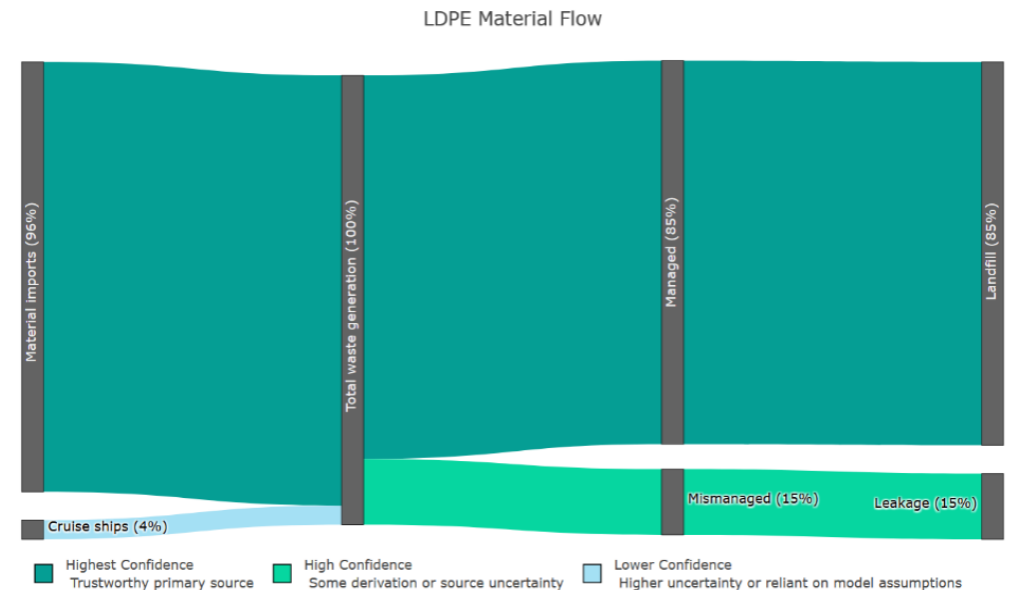 LDPE Material Flow
Material imports (96%)
Cruise ships (4%)
Total waste generation (100%)
Managed (85%)
Mismanaged (15%)
Landfill (85%)
Leakage (15%)
Highest Confidence
Trustworthy primary source
High Confidence
Some derivation or source uncertainty
Lower Confidence
Higher uncertainty or reliant on model assumptions